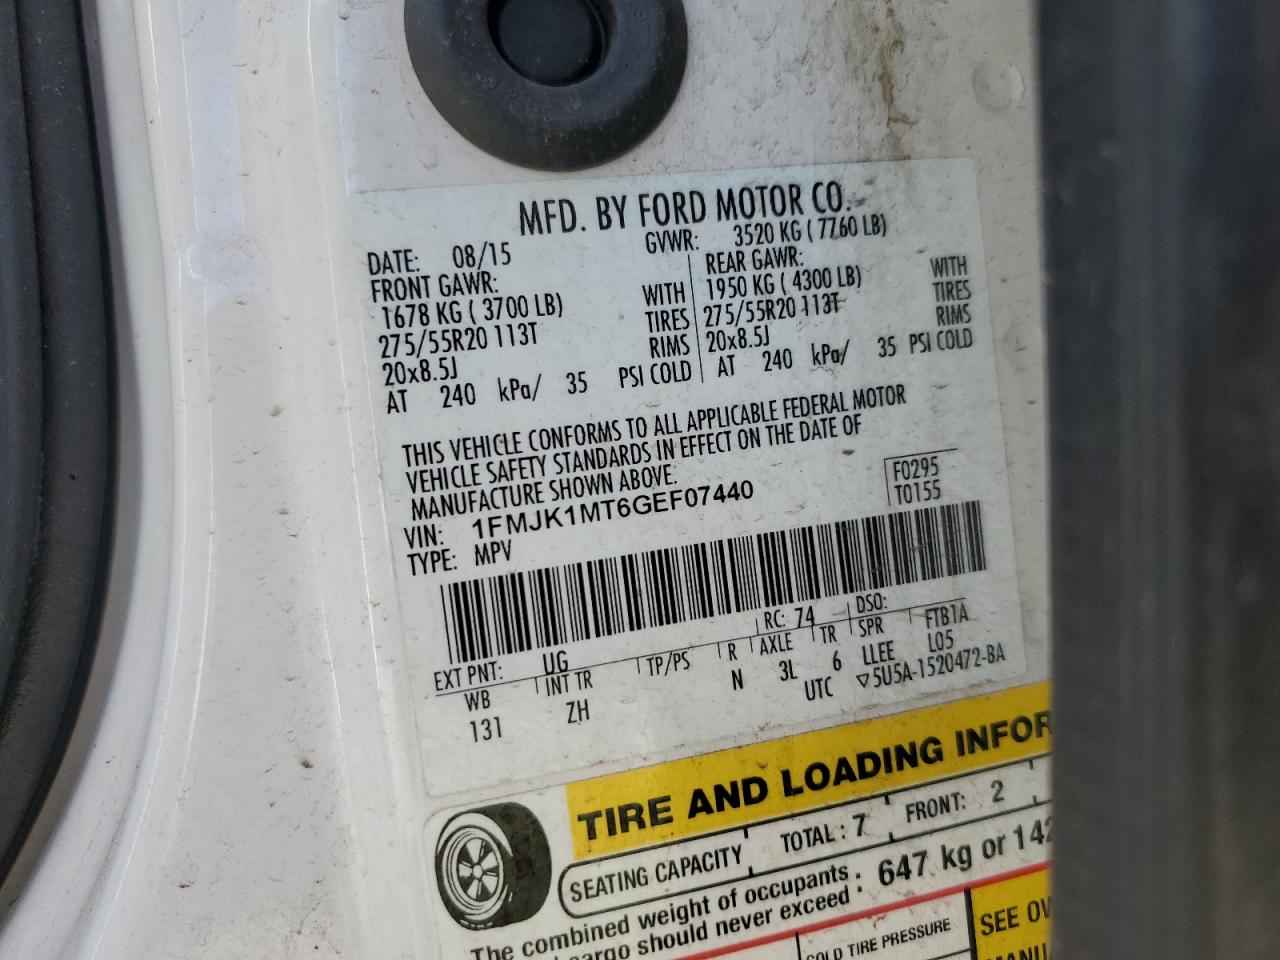 MFD. BY FORD MOTOR CO.
DATE: 08/15 GVWR: 3520 KG ( 7760 LB)
FRONT GAWR: REAR GAWR:
1678 KG ( 3700 LB) WITH 1950 KG ( 4300 LB) WITH
275/55R20 113T TIRES 275/55R20 113T TIRES
20x8.5J RIMS 20x8.5J RIMS
AT 240 kPa/ 35 PSI COLD AT 240 kPa/ 35 PSI COLD
THIS VEHICLE CONFORMS TO ALL APPLICABLE FEDERAL MOTOR
VEHICLE SAFETY STANDARDS IN EFFECT ON THE DATE OF
MANUFACTURE SHOWN ABOVE.
VIN: 1FMJK1MT6GEF07440 F0295
TYPE: MPV T0155
EXT PNT: UG RC: 74 DSO:
WB INT TR TP/PS R AXLE TR SPR FTB1A
131 ZH N 3L 6 LLEE L05
UTC ▽5U5A-1520472-BA
TIRE AND LOADING INFOR
SEATING CAPACITY TOTAL: 7 FRONT: 2
The combined weight of occupants
cargo should never exceed : 647 kg or 142
COLD TIRE PRESSURE SEE OW
MANU